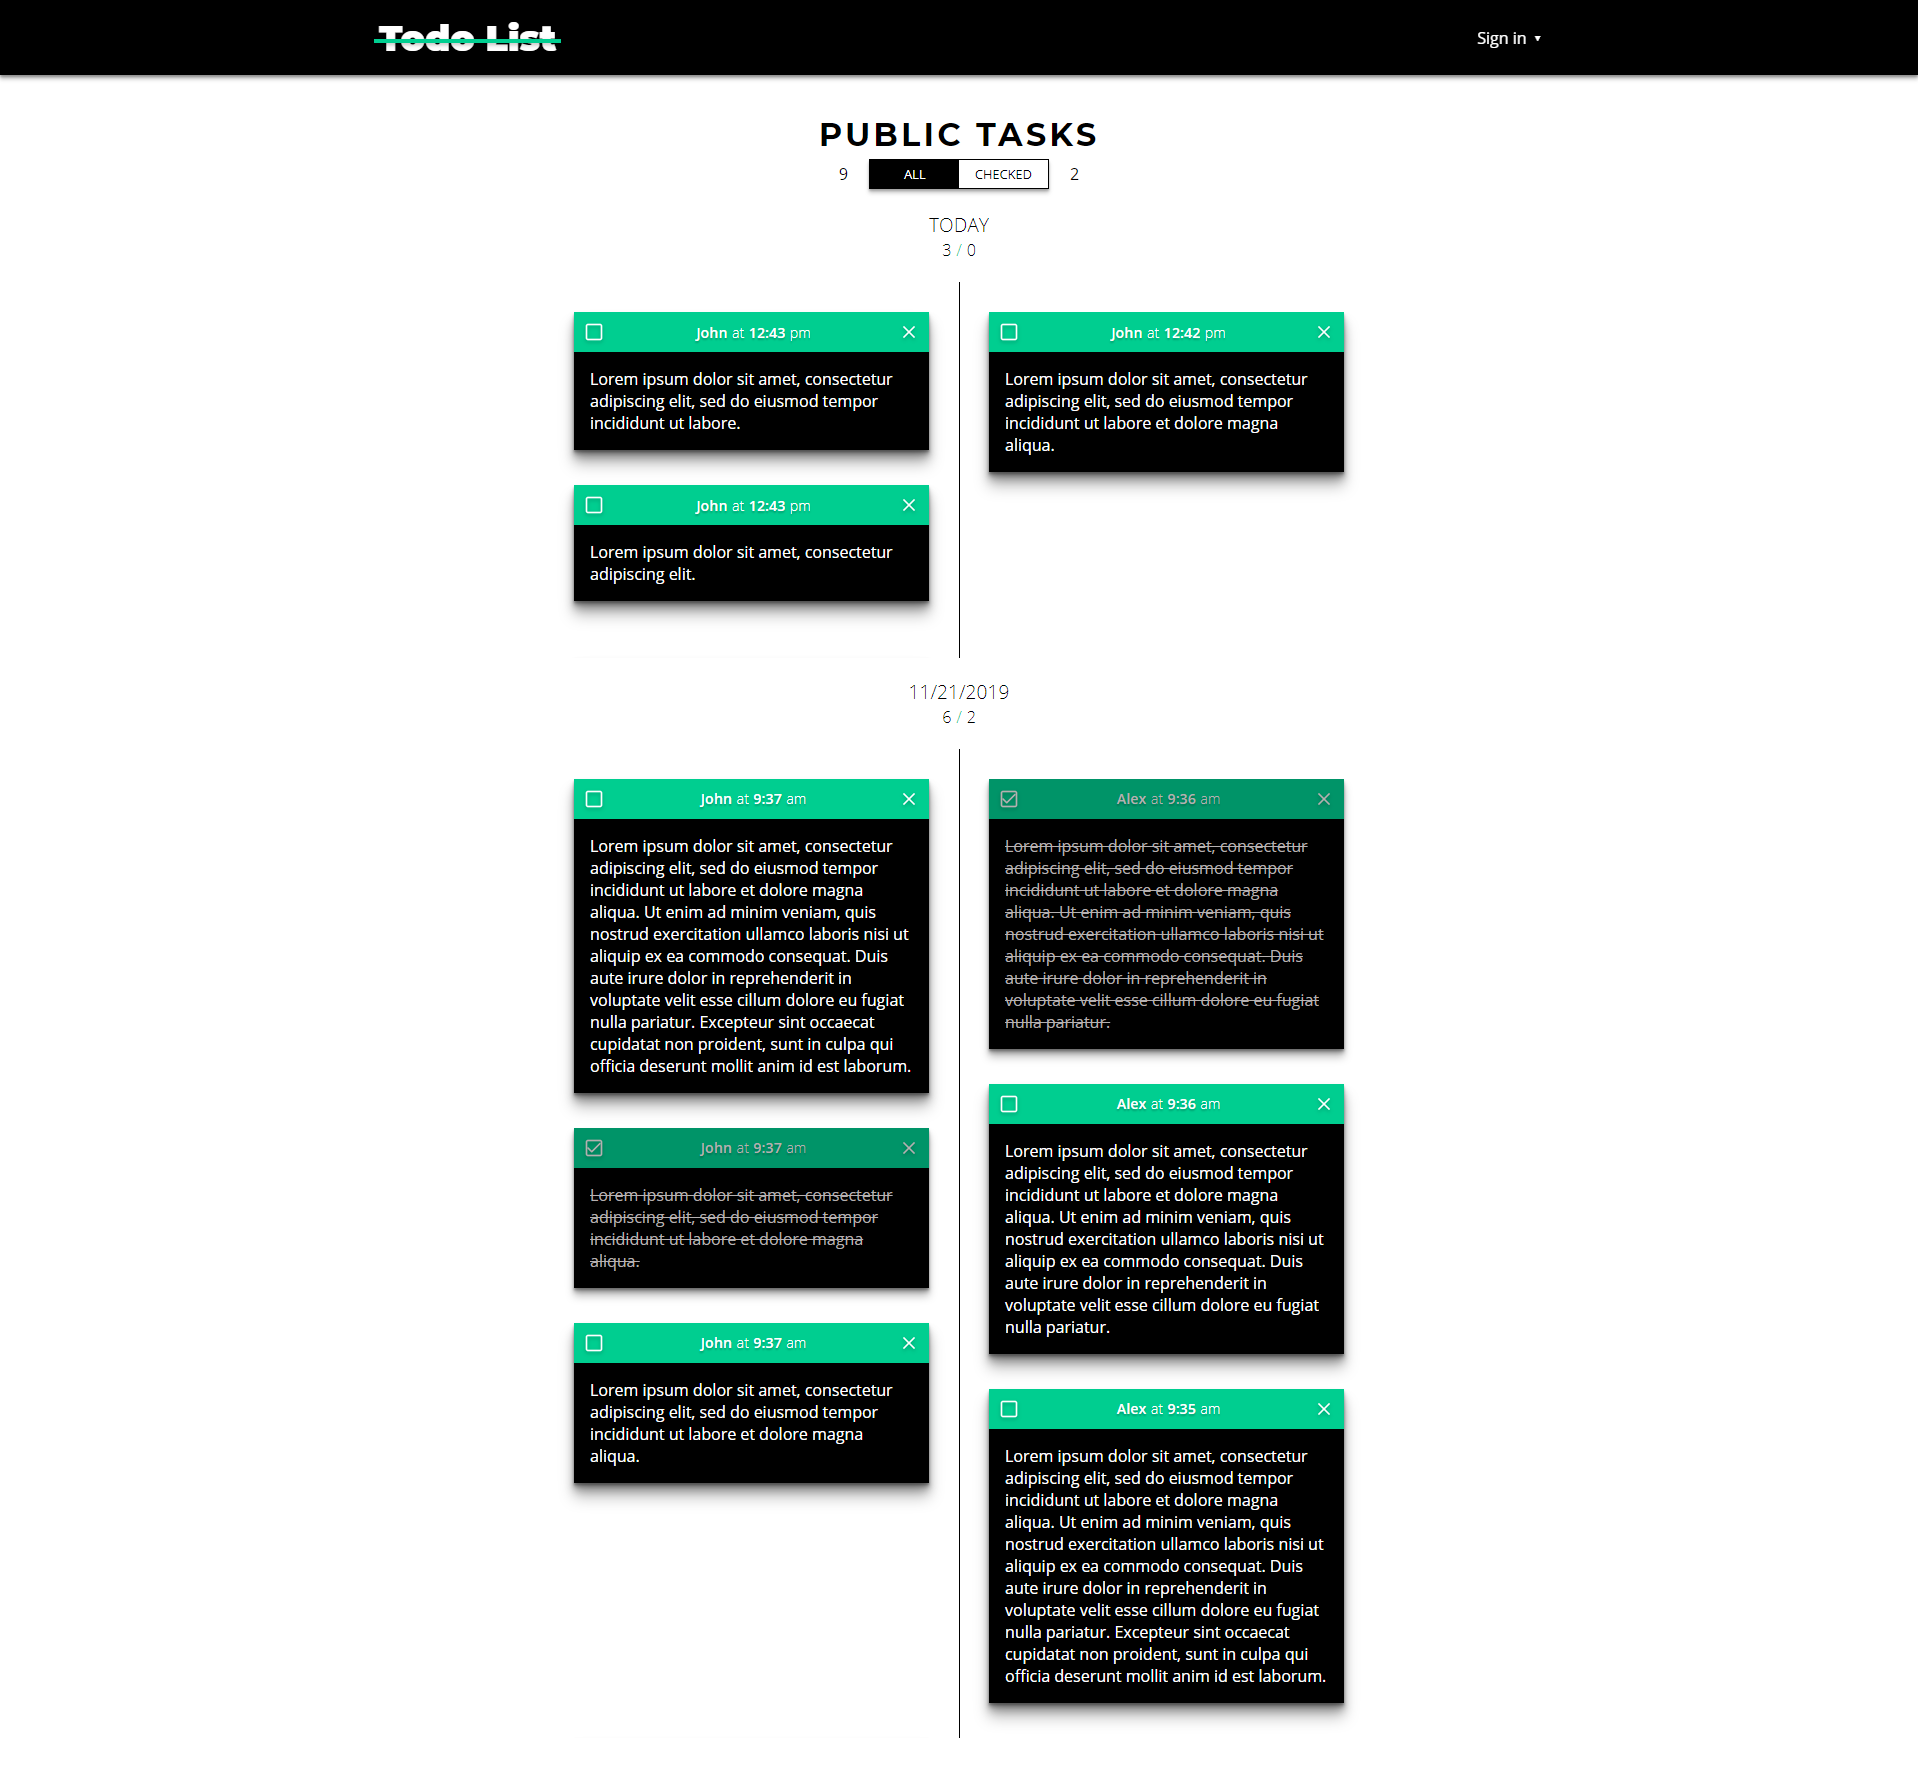 Todo List
Sign in ▾
PUBLIC TASKS
9 ALL CHECKED 2
TODAY
3 / 0
John at 12:43 pm
Lorem ipsum dolor sit amet, consectetur
adipiscing elit, sed do eiusmod tempor
incididunt ut labore.
John at 12:42 pm
Lorem ipsum dolor sit amet, consectetur
adipiscing elit, sed do eiusmod tempor
incididunt ut labore et dolore magna
aliqua.
John at 12:43 pm
Lorem ipsum dolor sit amet, consectetur
adipiscing elit.
11/21/2019
6 / 2
John at 9:37 am
Lorem ipsum dolor sit amet, consectetur
adipiscing elit, sed do eiusmod tempor
incididunt ut labore et dolore magna
aliqua. Ut enim ad minim veniam, quis
nostrud exercitation ullamco laboris nisi ut
aliquip ex ea commodo consequat. Duis
aute irure dolor in reprehenderit in
voluptate velit esse cillum dolore eu fugiat
nulla pariatur. Excepteur sint occaecat
cupidatat non proident, sunt in culpa qui
officia deserunt mollit anim id est laborum.
John at 9:37 am
Lorem ipsum dolor sit amet, consectetur
adipiscing elit, sed do eiusmod tempor
incididunt ut labore et dolore magna
aliqua.
John at 9:37 am
Lorem ipsum dolor sit amet, consectetur
adipiscing elit, sed do eiusmod tempor
incididunt ut labore et dolore magna
aliqua.
Alex at 9:36 am
Lorem ipsum dolor sit amet, consectetur
adipiscing elit, sed do eiusmod tempor
incididunt ut labore et dolore magna
aliqua. Ut enim ad minim veniam, quis
nostrud exercitation ullamco laboris nisi ut
aliquip ex ea commodo consequat. Duis
aute irure dolor in reprehenderit in
voluptate velit esse cillum dolore eu fugiat
nulla pariatur.
Alex at 9:36 am
Lorem ipsum dolor sit amet, consectetur
adipiscing elit, sed do eiusmod tempor
incididunt ut labore et dolore magna
aliqua. Ut enim ad minim veniam, quis
nostrud exercitation ullamco laboris nisi ut
aliquip ex ea commodo consequat. Duis
aute irure dolor in reprehenderit in
voluptate velit esse cillum dolore eu fugiat
nulla pariatur.
Alex at 9:35 am
Lorem ipsum dolor sit amet, consectetur
adipiscing elit, sed do eiusmod tempor
incididunt ut labore et dolore magna
aliqua. Ut enim ad minim veniam, quis
nostrud exercitation ullamco laboris nisi ut
aliquip ex ea commodo consequat. Duis
aute irure dolor in reprehenderit in
voluptate velit esse cillum dolore eu fugiat
nulla pariatur. Excepteur sint occaecat
cupidatat non proident, sunt in culpa qui
officia deserunt mollit anim id est laborum.